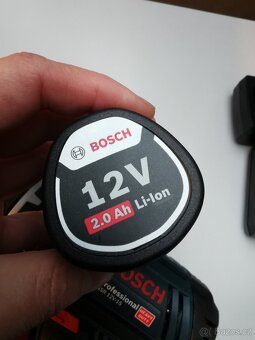 BOSCH
12V
2.0 Ah Li-Ion
BOSCH
Professional